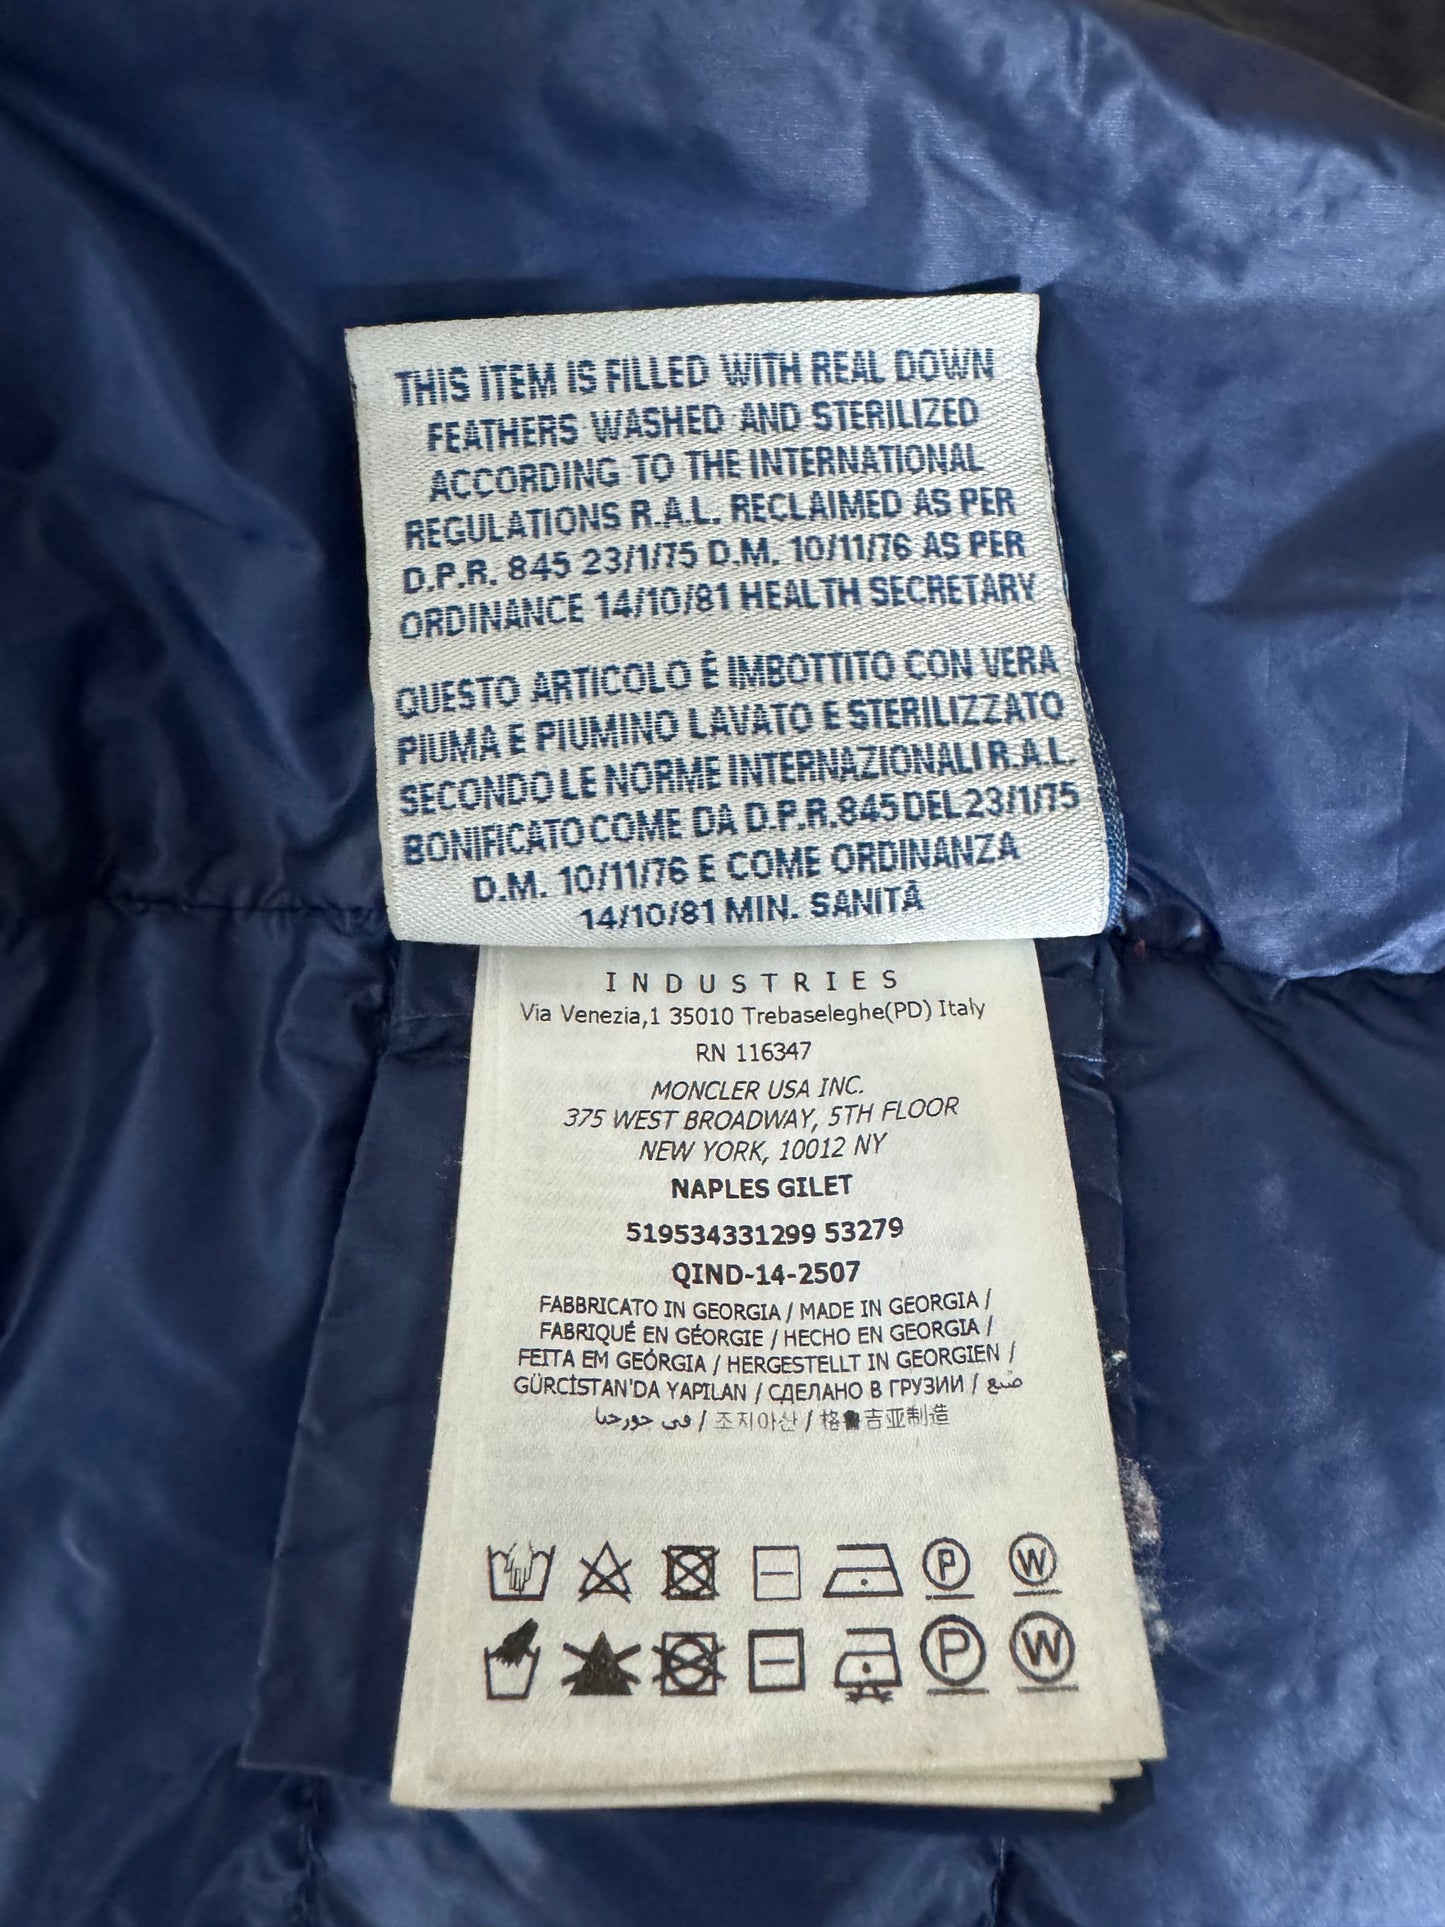 THIS ITEM IS FILLED WITH REAL DOWN
FEATHERS WASHED AND STERILIZED
ACCORDING TO THE INTERNATIONAL
REGULATIONS R.A.L. RECLAIMED AS PER
D.P.R. 845 23/1/75 D.M. 10/11/76 AS PER
ORDINANCE 14/10/81 HEALTH SECRETARY
QUESTO ARTICOLO È IMBOTTITO CON VERA
PIUMA E PIUMINO LAVATO E STERILIZZATO
SECONDO LE NORME INTERNAZIONALI R.A.L.
BONIFICATO COME DA D.P.R.845 DEL 23/1/75
D.M. 10/11/76 E COME ORDINANZA
14/10/81 MIN. SANITÂ
INDUSTRIES
Via Venezia,1 35010 Trebaseleghe(PD) Italy
RN 116347
MONCLER USA INC.
375 WEST BROADWAY, 5TH FLOOR
NEW YORK, 10012 NY
NAPLES GILET
519534331299 53279
QIND-14-2507
FABBRICATO IN GEORGIA / MADE IN GEORGIA /
FABRIQUÉ EN GÉORGIE / HECHO EN GEORGIA /
FEITA EM GEÓRGIA / HERGESTELLT IN GEORGIEN /
GÜRCİSTAN'DA YAPILAN / СДЕЛАНО В ГРУЗИИ / صنع
في جورجيا / 조지아산 / 格鲁吉亚制造
P W
P W